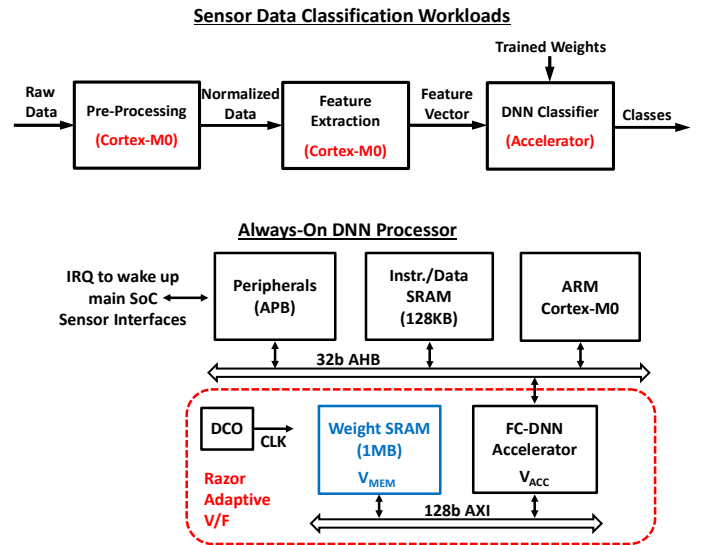 Sensor Data Classification Workloads
Trained Weights
Raw
Data
Pre-Processing
(Cortex-M0)
Normalized
Data
Feature
Extraction
(Cortex-M0)
Feature
Vector
DNN Classifier
(Accelerator)
Classes
Always-On DNN Processor
IRQ to wake up
main SoC
Sensor Interfaces
Peripherals
(APB)
Instr./Data
SRAM
(128KB)
ARM
Cortex-M0
32b AHB
DCO
CLK
Razor
Adaptive
V/F
Weight SRAM
(1MB)
VMEM
FC-DNN
Accelerator
VACC
128b AXI